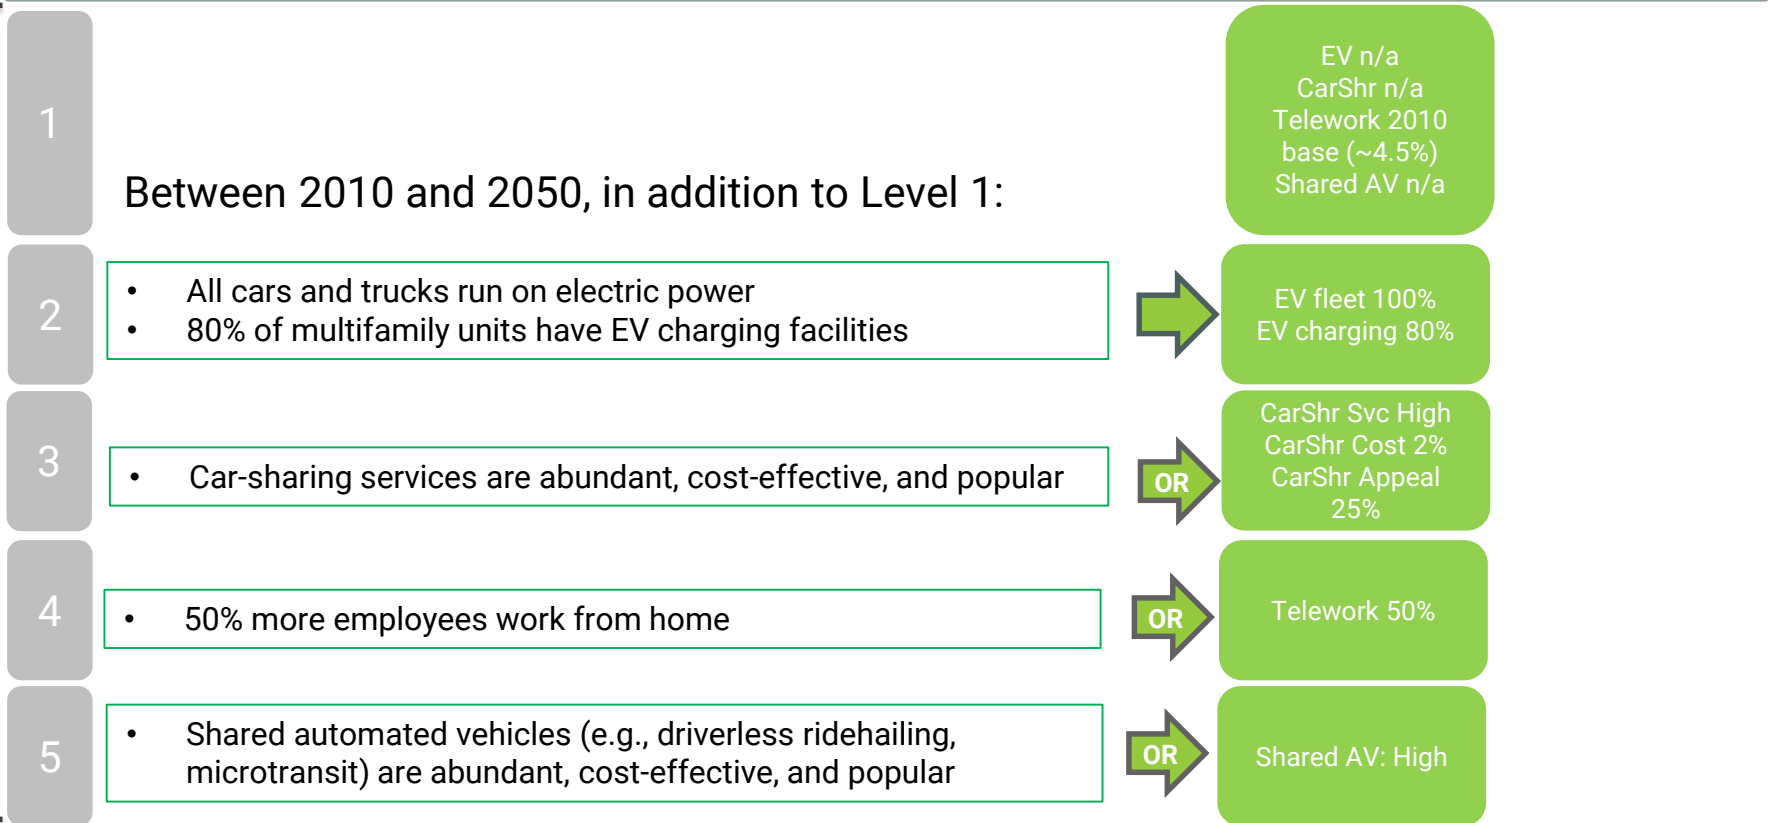 1
EV n/a
CarShr n/a
Telework 2010
base (~4.5%)
Shared AV n/a
Between 2010 and 2050, in addition to Level 1:
2
• All cars and trucks run on electric power
• 80% of multifamily units have EV charging facilities
EV fleet 100%
EV charging 80%
3
• Car-sharing services are abundant, cost-effective, and popular
OR
CarShr Svc High
CarShr Cost 2%
CarShr Appeal
25%
4
• 50% more employees work from home
OR
Telework 50%
5
• Shared automated vehicles (e.g., driverless ridehailing,
microtransit) are abundant, cost-effective, and popular
OR
Shared AV: High